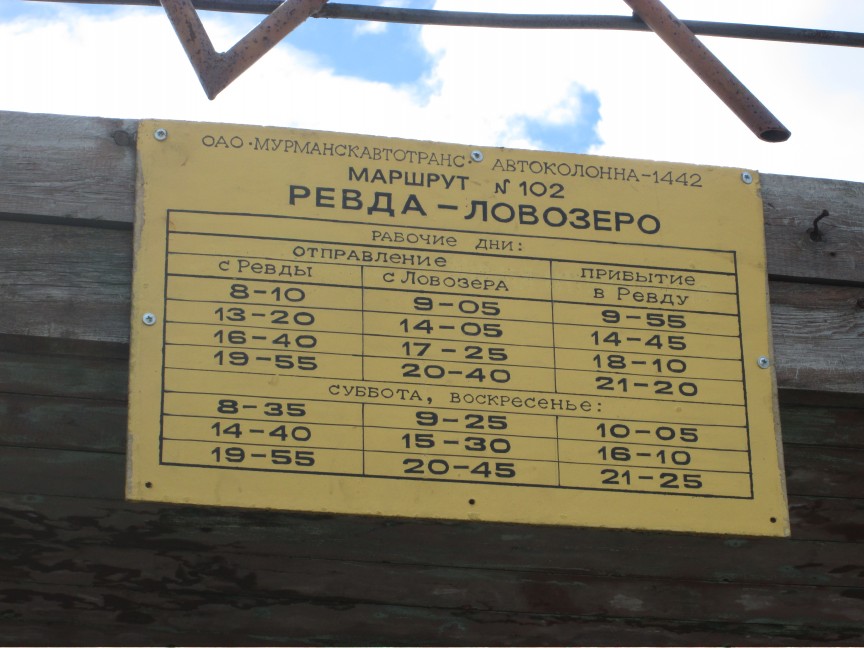 ОАО·МУРМАНСКАВТОТРАНС· АВТОКОЛОННА-1442
МАРШРУТ N 102
РЕВДА-ЛОВОЗЕРО
РАБОЧИЕ ДНИ:
ОТПРАВЛЕНИЕ ПРИБЫТИЕ
с Ревды с Ловозера в Ревду
8-10 9-05 9-55
13-20 14-05 14-45
16-40 17-25 18-10
19-55 20-40 21-20
СУББОТА, ВОСКРЕСЕНЬЕ:
8-35 9-25 10-05
14-40 15-30 16-10
19-55 20-45 21-25